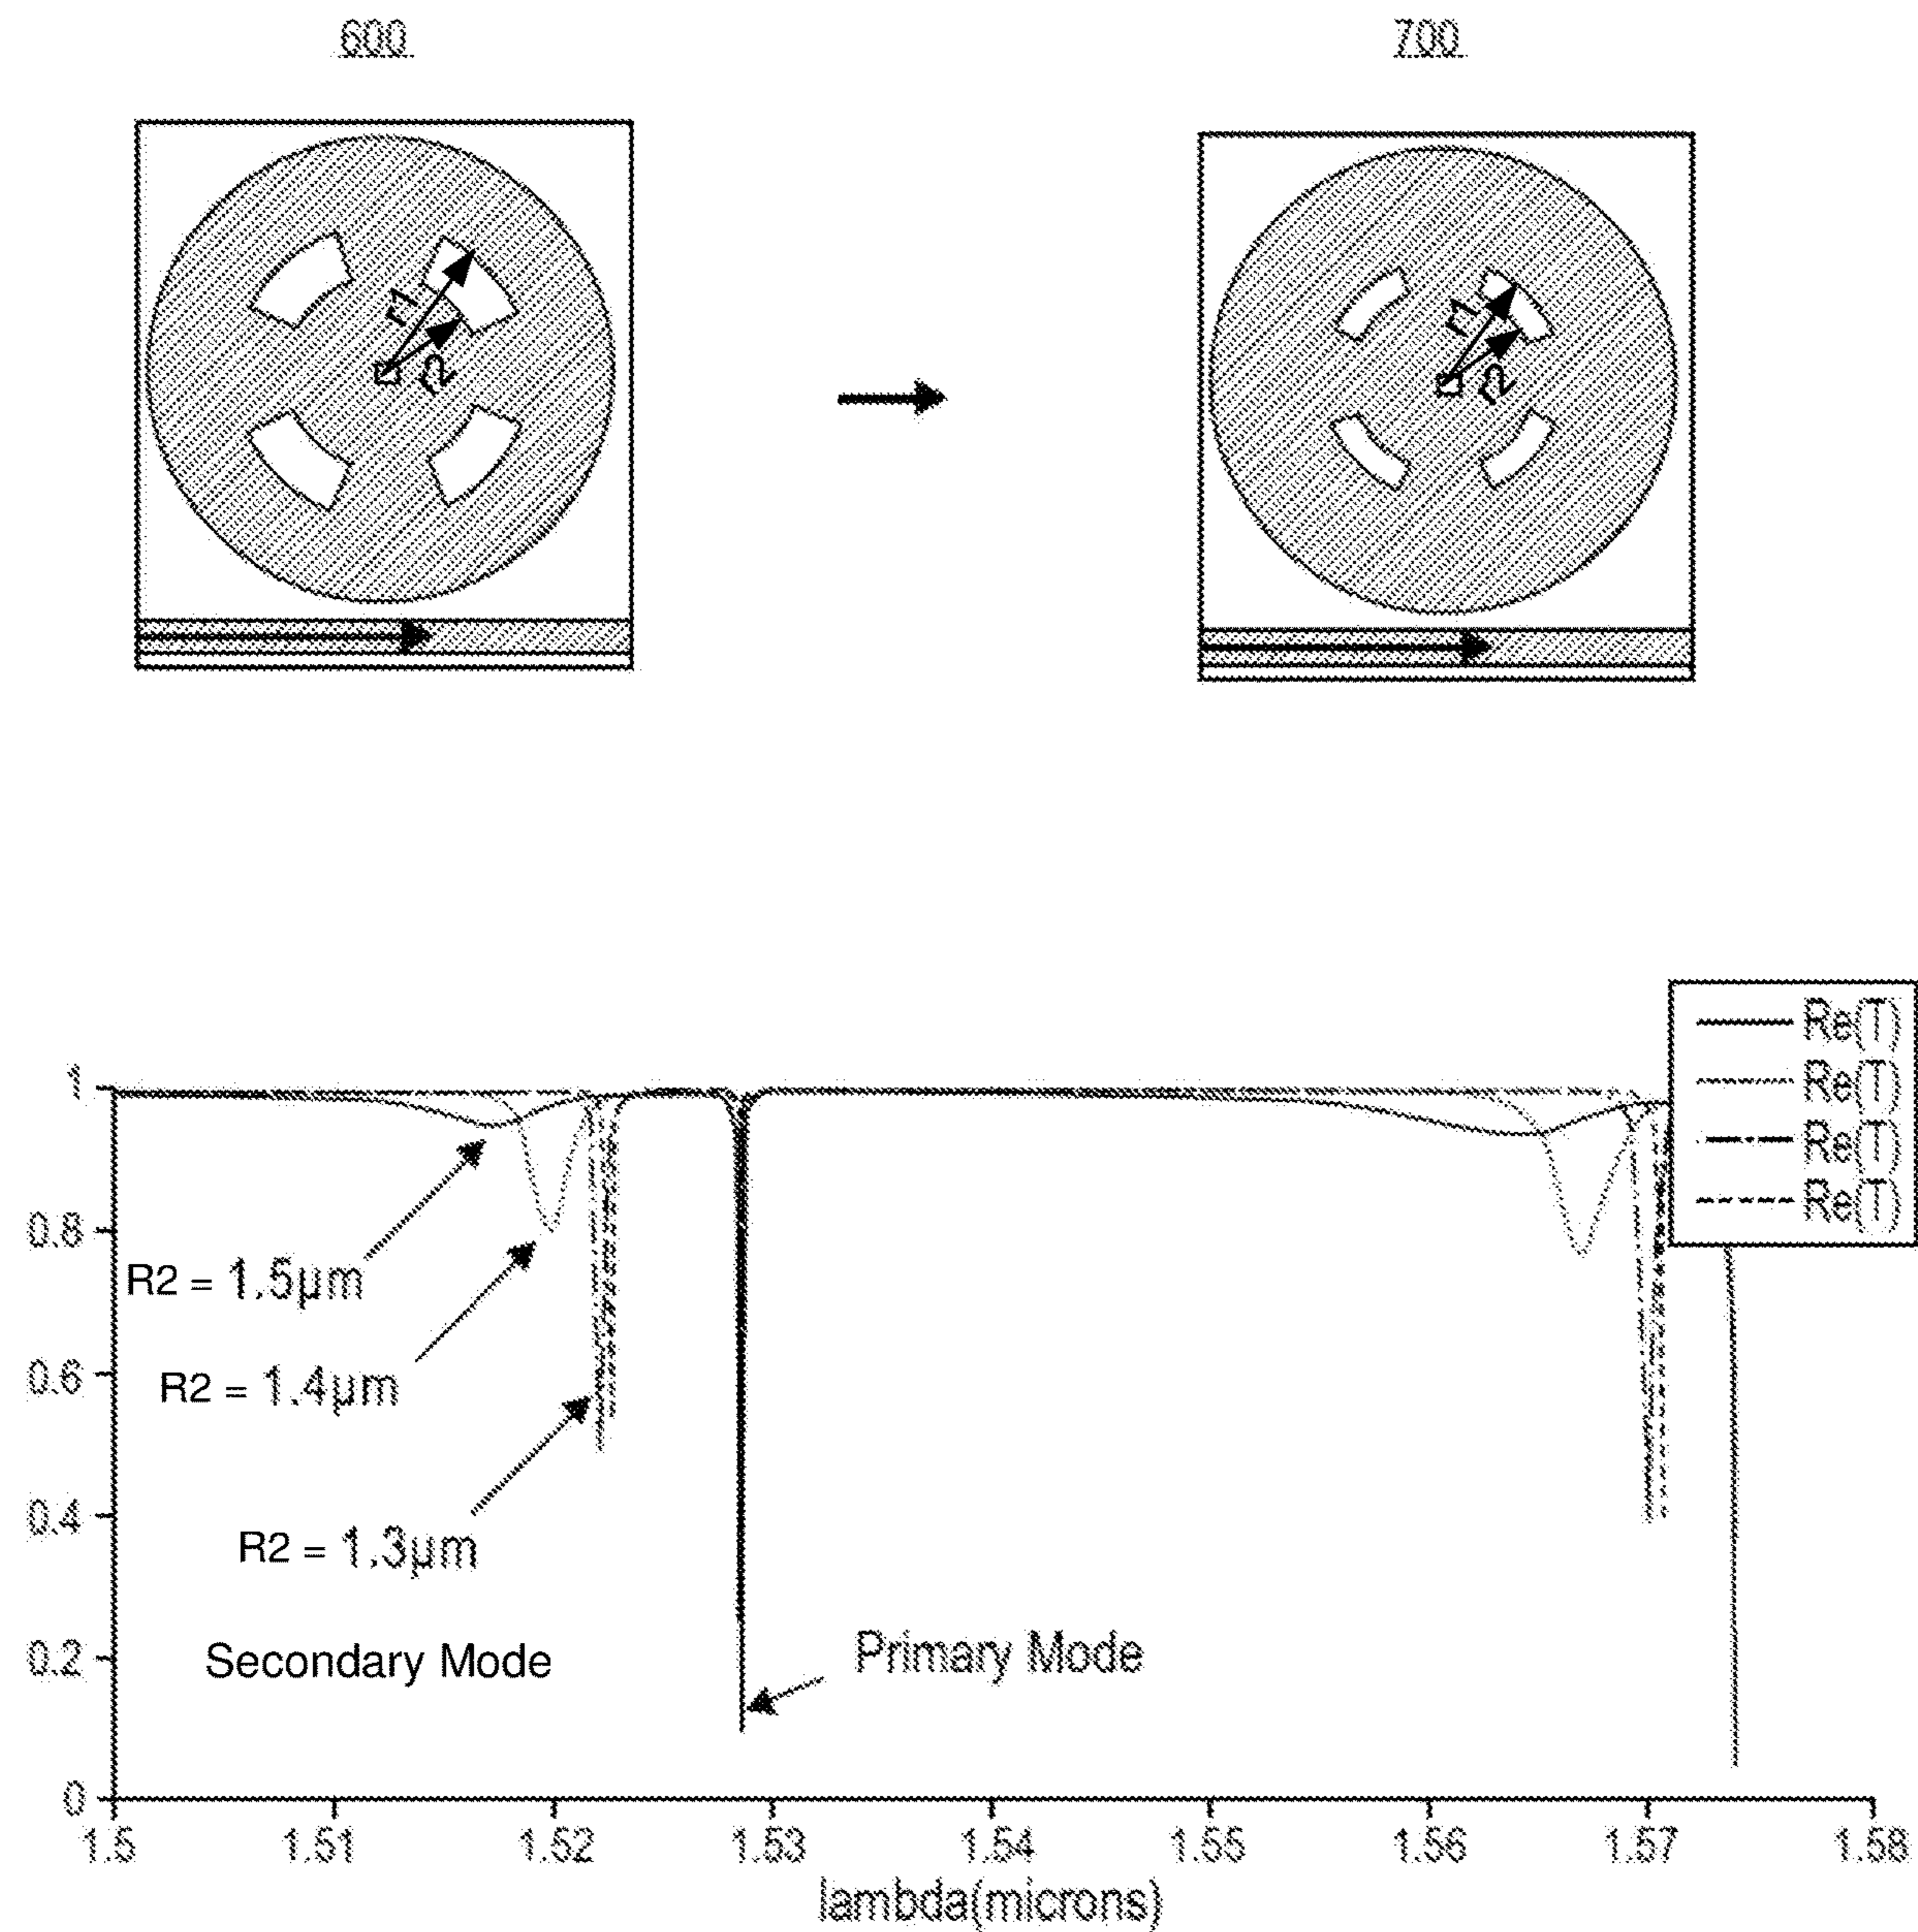 600
700
r1
r2
r1
r2
Re(T)
Re(T)
Re(T)
Re(T)
1
0.8
0.6
0.4
0.2
0
R2 = 1.5μm
R2 = 1.4μm
R2 = 1.3μm
Secondary Mode
Primary Mode
1.5 1.51 1.52 1.53 1.54 1.55 1.56 1.57 1.58
lambda(microns)